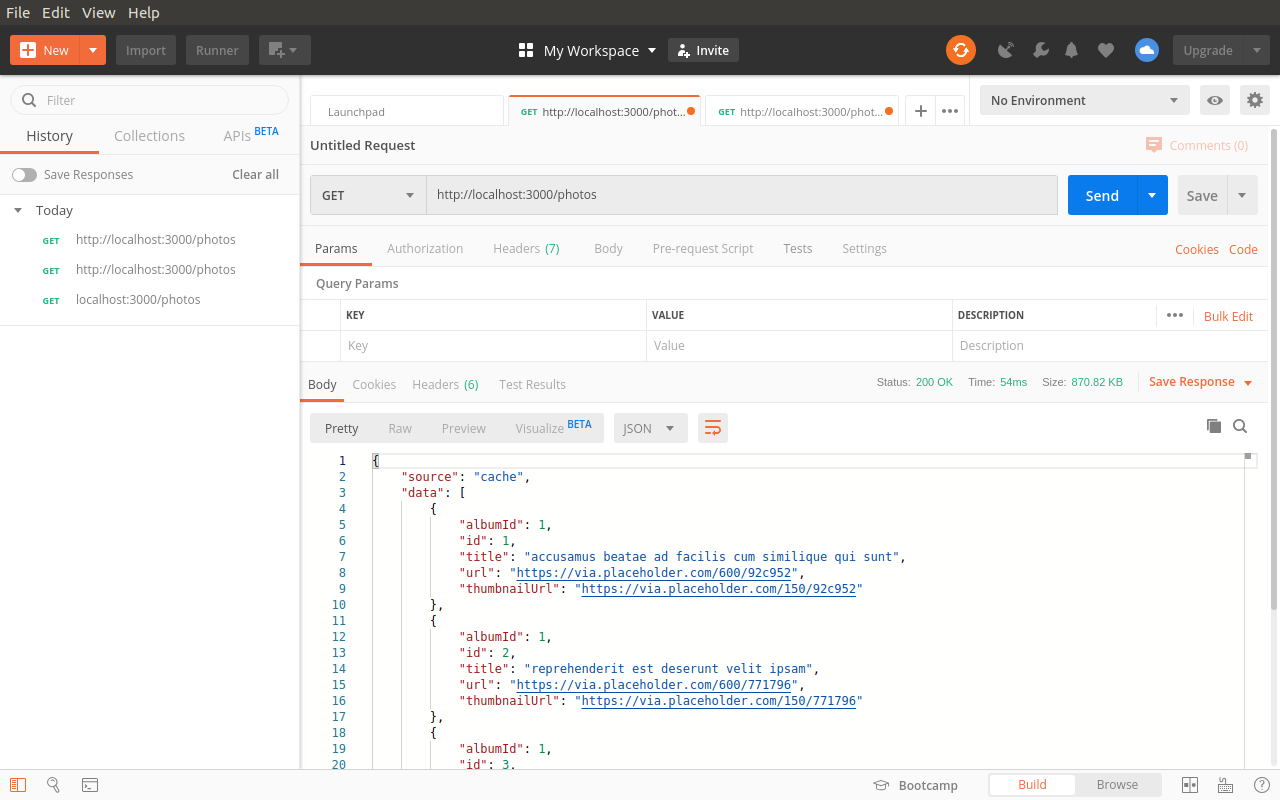 File Edit View Help
New Import Runner My Workspace Invite Upgrade
Filter
History Collections APIs BETA
Save Responses Clear all
Today
GET http://localhost:3000/photos
GET http://localhost:3000/photos
GET localhost:3000/photos
Launchpad GET http://localhost:3000/phot... GET http://localhost:3000/phot... No Environment
Untitled Request Comments (0)
GET http://localhost:3000/photos Send Save
Params Authorization Headers (7) Body Pre-request Script Tests Settings Cookies Code
Query Params
KEY VALUE DESCRIPTION Bulk Edit
Key Value Description
Body Cookies Headers (6) Test Results Status: 200 OK Time: 54ms Size: 870.82 KB Save Response
Pretty Raw Preview Visualize BETA JSON
1 {
2 "source": "cache",
3 "data": [
4 {
5 "albumId": 1,
6 "id": 1,
7 "title": "accusamus beatae ad facilis cum similique qui sunt",
8 "url": "https://via.placeholder.com/600/92c952",
9 "thumbnailUrl": "https://via.placeholder.com/150/92c952"
10 },
11 {
12 "albumId": 1,
13 "id": 2,
14 "title": "reprehenderit est deserunt velit ipsam",
15 "url": "https://via.placeholder.com/600/771796",
16 "thumbnailUrl": "https://via.placeholder.com/150/771796"
17 },
18 {
19 "albumId": 1,
20 "id": 3,
Bootcamp Build Browse